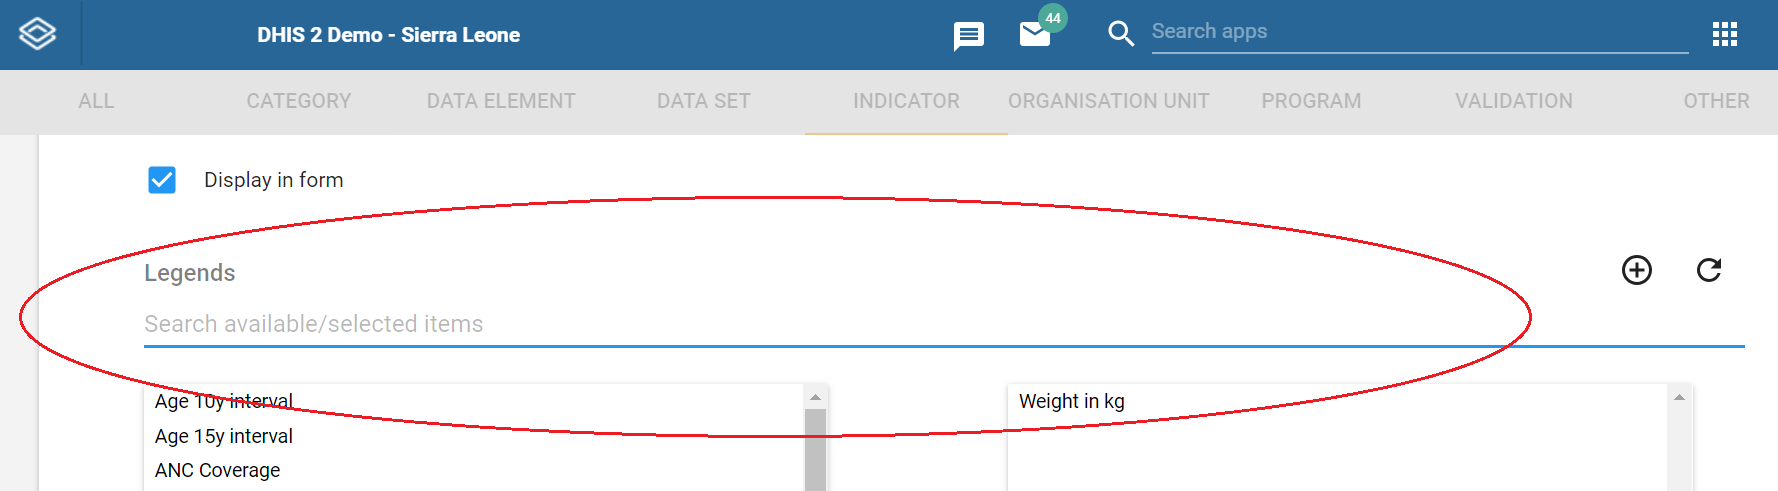 DHIS 2 Demo - Sierra Leone 44 Search apps
ALL CATEGORY DATA ELEMENT DATA SET INDICATOR ORGANISATION UNIT PROGRAM VALIDATION OTHER
Display in form
Legends
Search available/selected items
Age 10y interval
Age 15y interval
ANC Coverage
Weight in kg